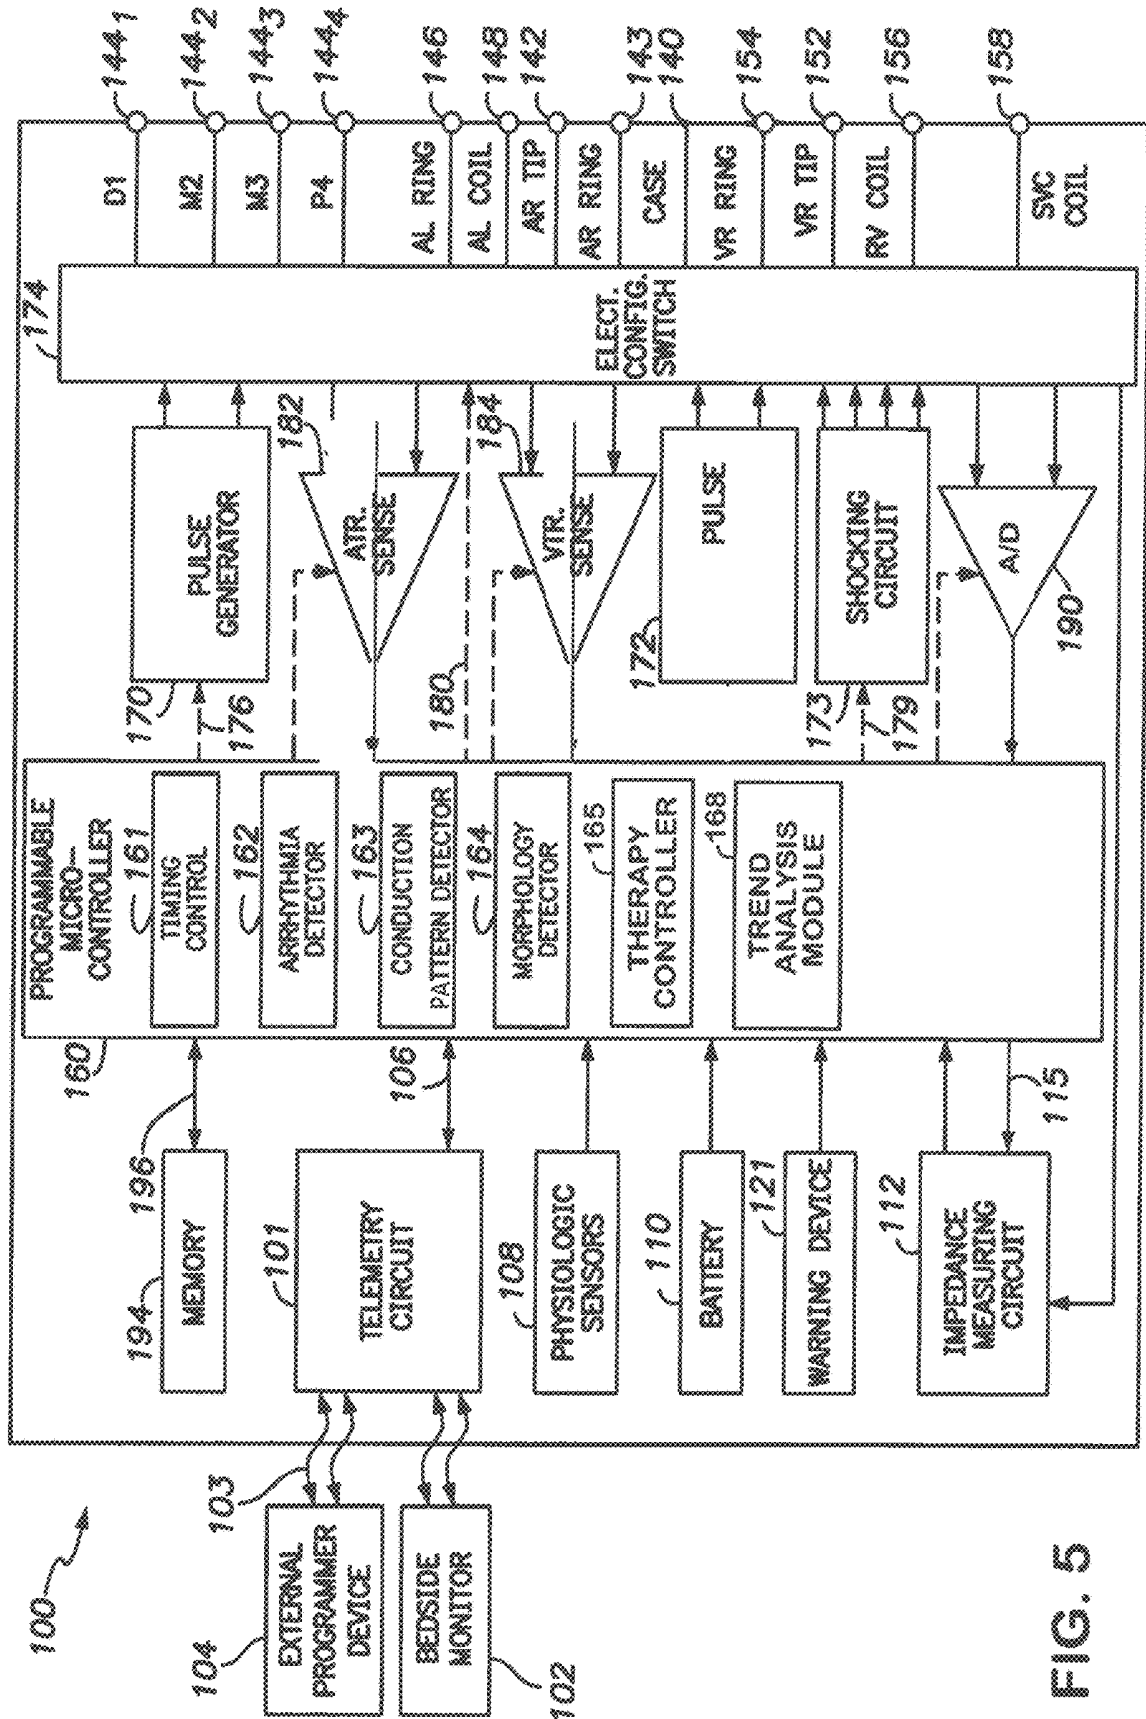 100
104
EXTERNAL
PROGRAMMER
DEVICE
103
BEDSIDE
MONITOR
102
194
MEMORY
196
101
TELEMETRY
CIRCUIT
106
108
PHYSIOLOGIC
SENSORS
110
BATTERY
121
WARNING DEVICE
112
IMPEDANCE
MEASURING
CIRCUIT
115
160
PROGRAMMABLE
MICRO-
CONTROLLER
161
TIMING
CONTROL
162
ARRHYTHMIA
DETECTOR
163
CONDUCTION
PATTERN DETECTOR
164
MORPHOLOGY
DETECTOR
165
THERAPY
CONTROLLER
168
TREND
ANALYSIS
MODULE
170
176
PULSE
GENERATOR
182
ATR.
SENSE
180
184
VTR.
SENSE
172
PULSE
173
179
SHOCKING
CIRCUIT
A/D
190
174
ELECT.
CONFIG.
SWITCH
D1
144₁
M2
144₂
M3
144₃
P4
144₄
AL RING
146
AL COIL
148
AR TIP
142
AR RING
143
CASE
140
VR RING
154
VR TIP
152
RV COIL
156
SVC
COIL
158
FIG. 5